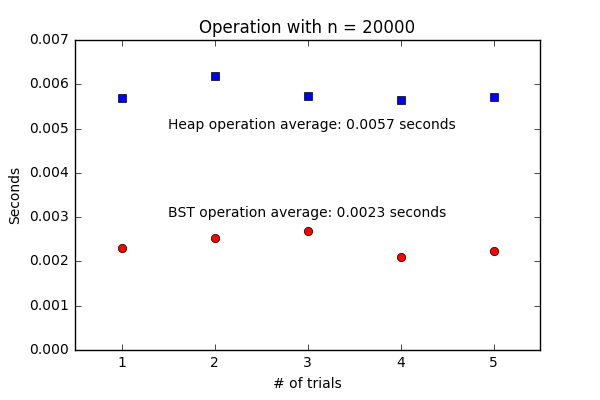 Operation with n = 20000
0.007
0.006
0.005
0.004
0.003
0.002
0.001
0.000
Seconds
Heap operation average: 0.0057 seconds
BST operation average: 0.0023 seconds
1 2 3 4 5
# of trials